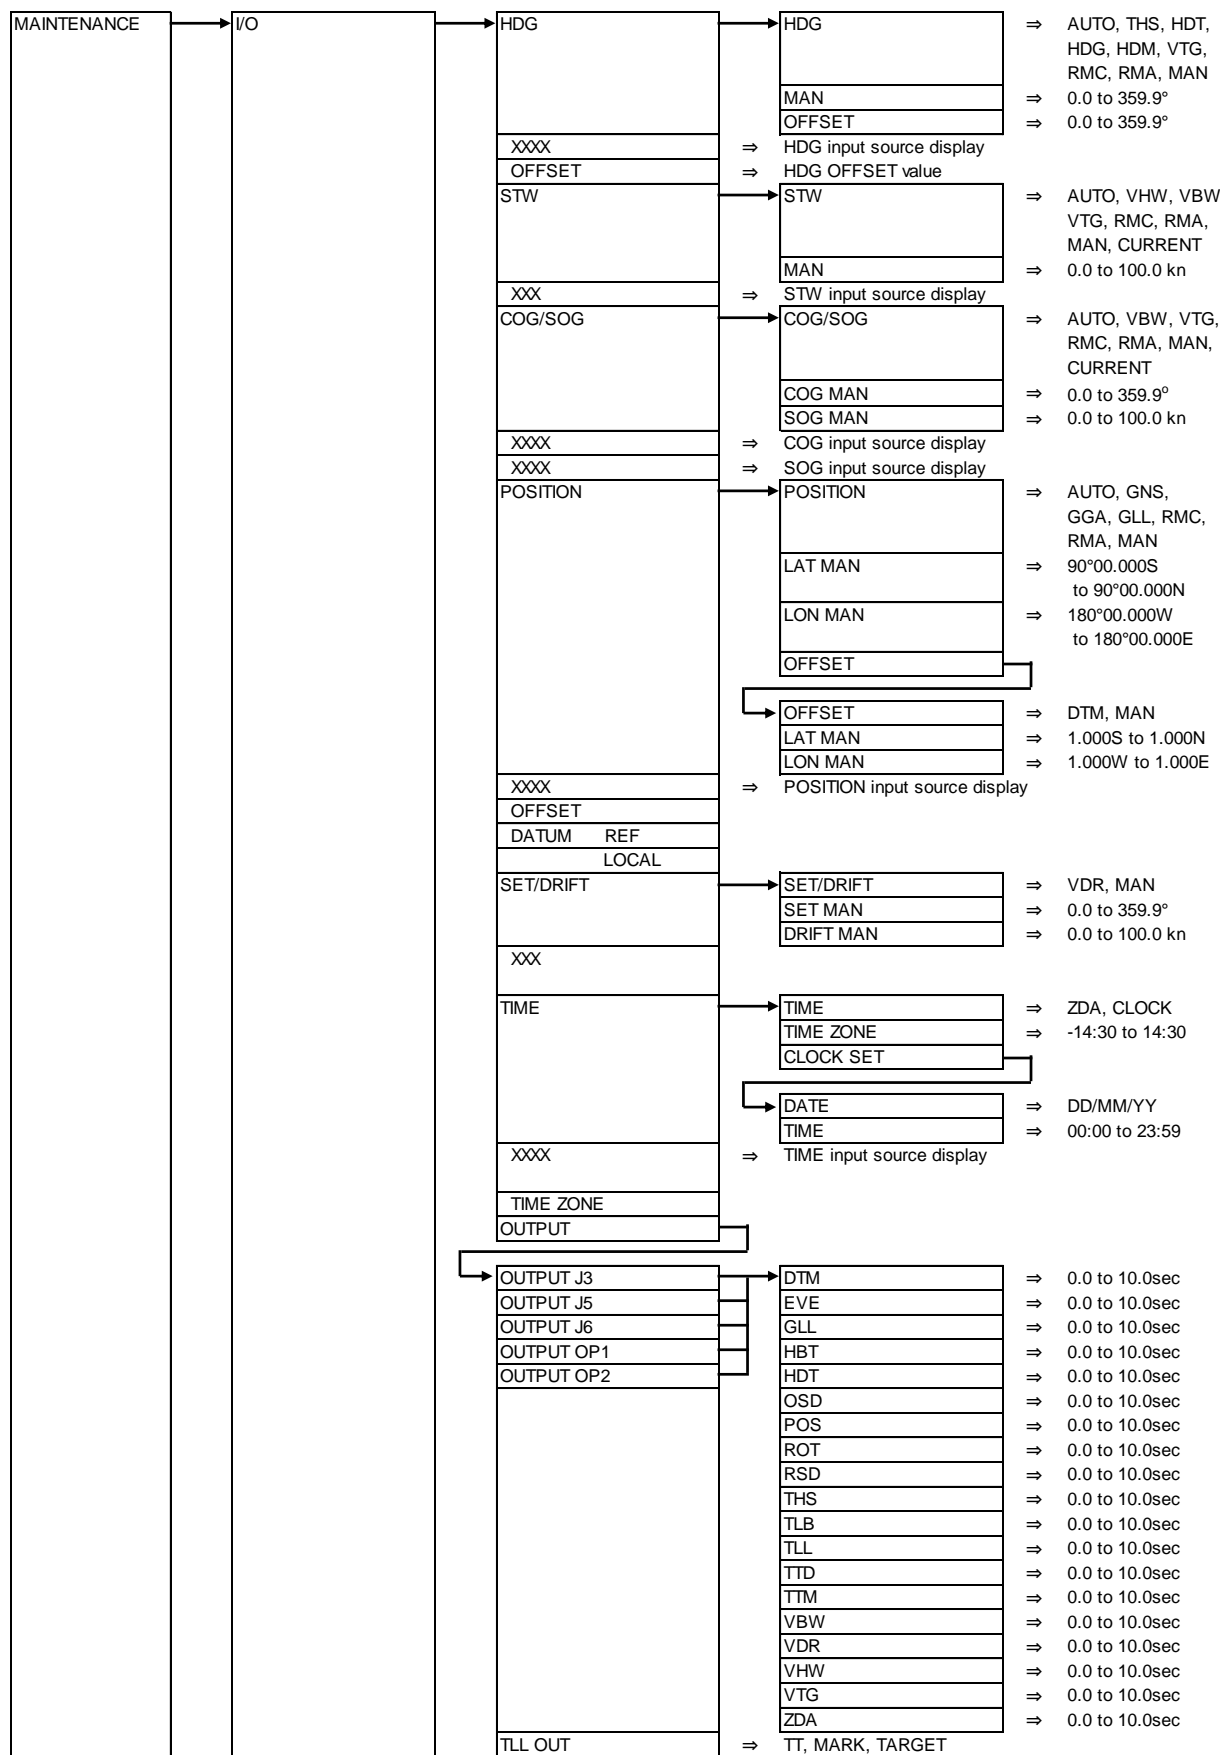 MAINTENANCE I/O HDG HDG ⇒ AUTO, THS, HDT,
HDG, HDM, VTG,
RMC, RMA, MAN
MAN ⇒ 0.0 to 359.9°
OFFSET ⇒ 0.0 to 359.9°
XXXX ⇒ HDG input source display
OFFSET ⇒ HDG OFFSET value
STW STW ⇒ AUTO, VHW, VBW
VTG, RMC, RMA,
MAN, CURRENT
MAN ⇒ 0.0 to 100.0 kn
XXX ⇒ STW input source display
COG/SOG COG/SOG ⇒ AUTO, VBW, VTG,
RMC, RMA, MAN,
CURRENT
COG MAN ⇒ 0.0 to 359.9º
SOG MAN ⇒ 0.0 to 100.0 kn
XXXX ⇒ COG input source display
XXXX ⇒ SOG input source display
POSITION POSITION ⇒ AUTO, GNS,
GGA, GLL, RMC,
RMA, MAN
LAT MAN ⇒ 90°00.000S
to 90°00.000N
LON MAN ⇒ 180°00.000W
to 180°00.000E
OFFSET
OFFSET ⇒ DTM, MAN
LAT MAN ⇒ 1.000S to 1.000N
LON MAN ⇒ 1.000W to 1.000E
XXXX ⇒ POSITION input source display
OFFSET
DATUM REF
LOCAL
SET/DRIFT SET/DRIFT ⇒ VDR, MAN
SET MAN ⇒ 0.0 to 359.9°
DRIFT MAN ⇒ 0.0 to 100.0 kn
XXX
TIME TIME ⇒ ZDA, CLOCK
TIME ZONE ⇒ -14:30 to 14:30
CLOCK SET
DATE ⇒ DD/MM/YY
TIME ⇒ 00:00 to 23:59
XXXX ⇒ TIME input source display
TIME ZONE
OUTPUT
OUTPUT J3 DTM ⇒ 0.0 to 10.0sec
OUTPUT J5 EVE ⇒ 0.0 to 10.0sec
OUTPUT J6 GLL ⇒ 0.0 to 10.0sec
OUTPUT OP1 HBT ⇒ 0.0 to 10.0sec
OUTPUT OP2 HDT ⇒ 0.0 to 10.0sec
OSD ⇒ 0.0 to 10.0sec
POS ⇒ 0.0 to 10.0sec
ROT ⇒ 0.0 to 10.0sec
RSD ⇒ 0.0 to 10.0sec
THS ⇒ 0.0 to 10.0sec
TLB ⇒ 0.0 to 10.0sec
TLL ⇒ 0.0 to 10.0sec
TTD ⇒ 0.0 to 10.0sec
TTM ⇒ 0.0 to 10.0sec
VBW ⇒ 0.0 to 10.0sec
VDR ⇒ 0.0 to 10.0sec
VHW ⇒ 0.0 to 10.0sec
VTG ⇒ 0.0 to 10.0sec
ZDA ⇒ 0.0 to 10.0sec
TLL OUT ⇒ TT, MARK, TARGET